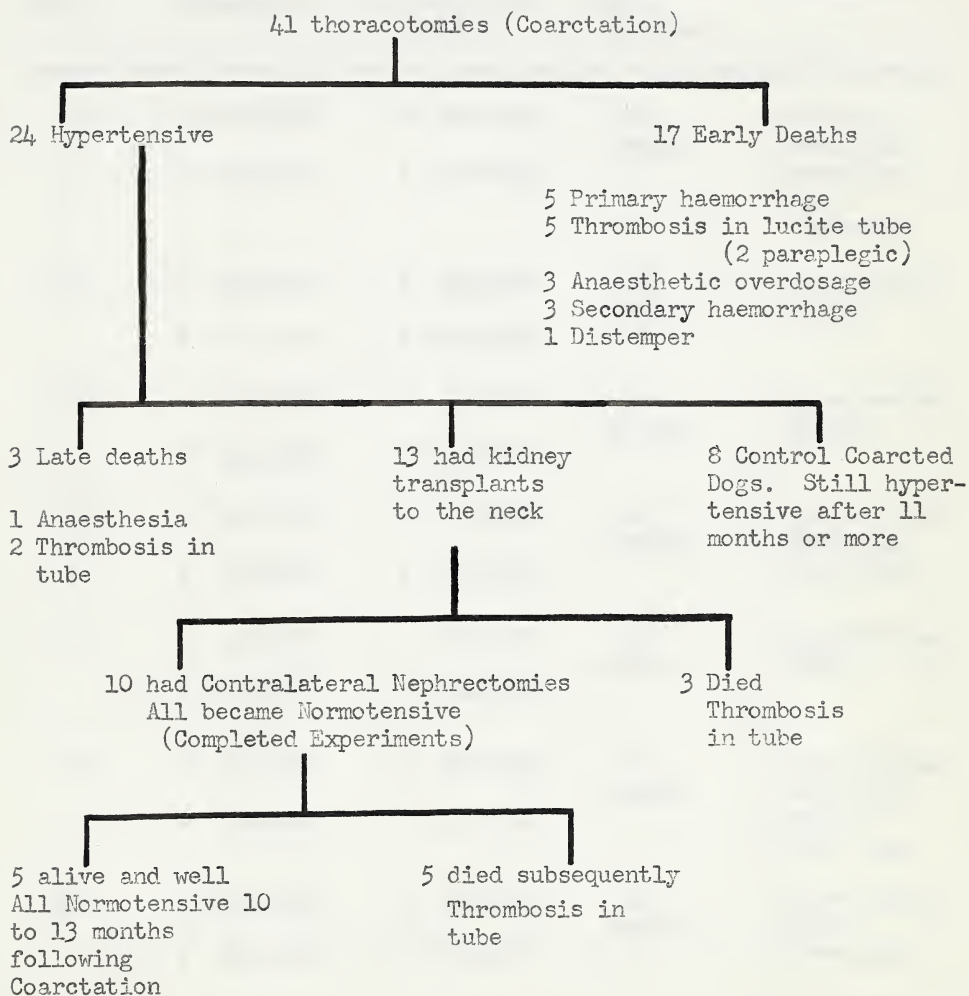 41 thoracotomies (Coarctation)
24 Hypertensive
17 Early Deaths
5 Primary haemorrhage
5 Thrombosis in lucite tube
(2 paraplegic)
3 Anaesthetic overdosage
3 Secondary haemorrhage
1 Distemper
3 Late deaths
1 Anaesthesia
2 Thrombosis in
tube
13 had kidney
transplants
to the neck
8 Control Coarcted
Dogs. Still hyper-
tensive after 11
months or more
10 had Contralateral Nephrectomies
All became Normotensive
(Completed Experiments)
3 Died
Thrombosis
in tube
5 alive and well
All Normotensive 10
to 13 months
following
Coarctation
5 died subsequently
Thrombosis in
tube